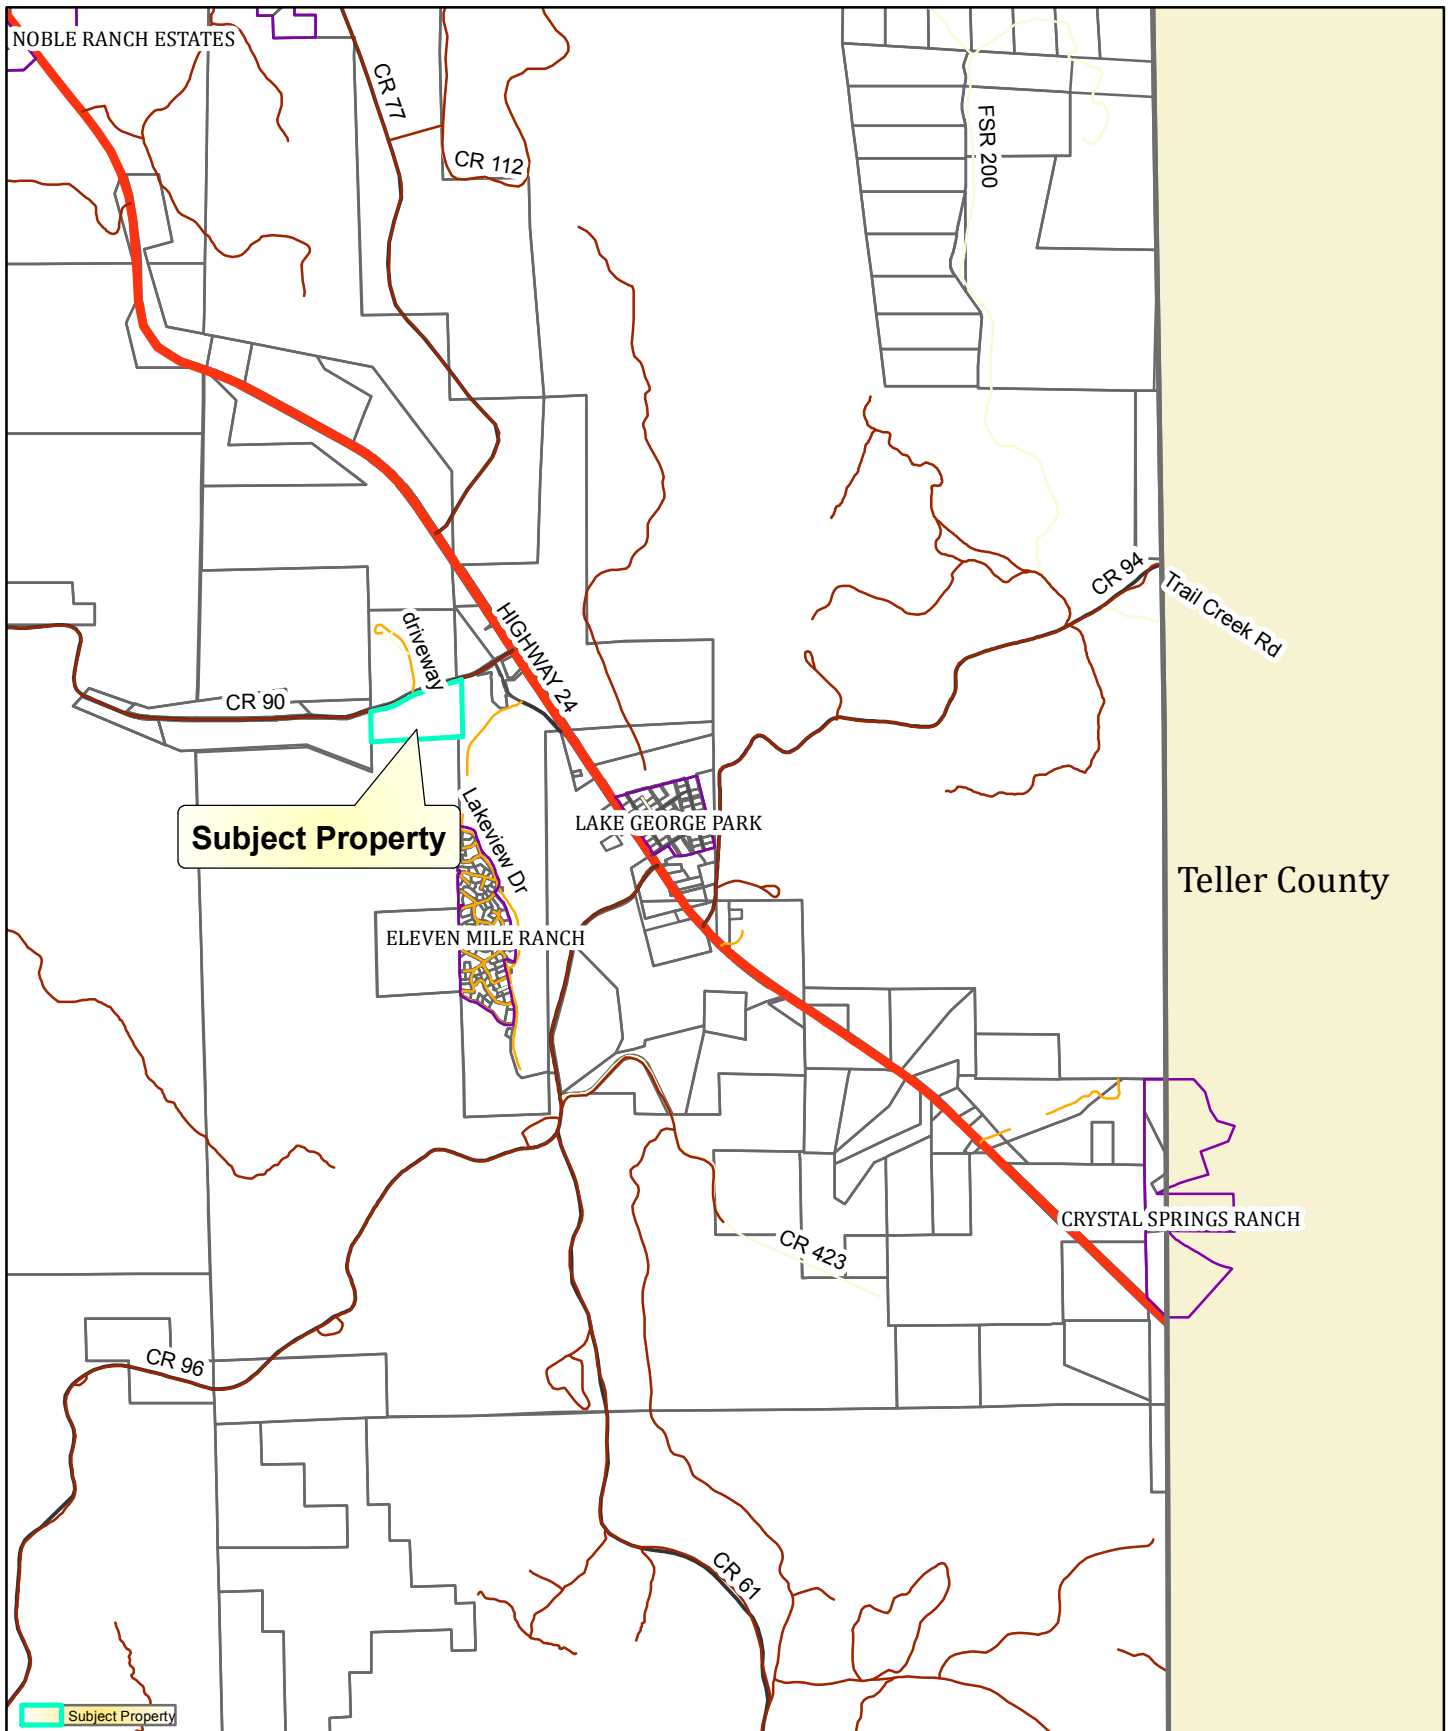 NOBLE RANCH ESTATES
CR 77
CR 112
FSR 200
CR 94
Trail Creek Rd
driveway
HIGHWAY 24
CR 90
Subject Property
Lakeview Dr
LAKE GEORGE PARK
Teller County
ELEVEN MILE RANCH
CRYSTAL SPRINGS RANCH
CR 423
CR 96
CR 61
Subject Property